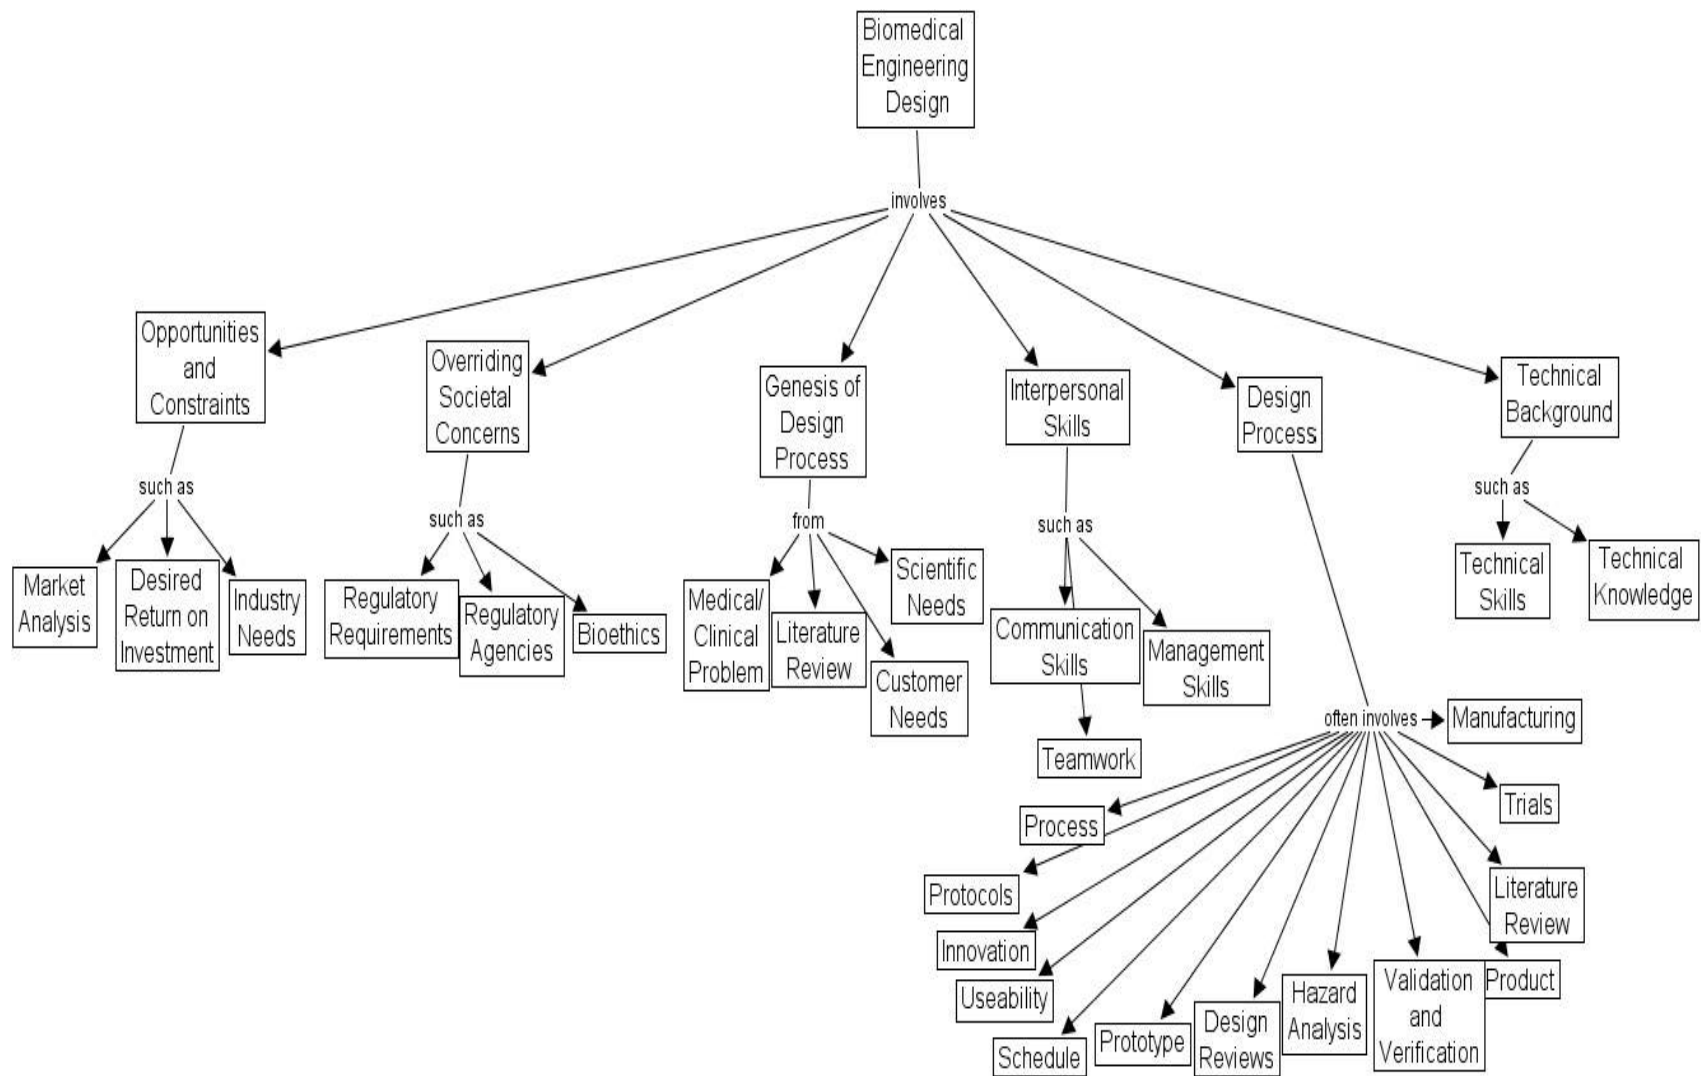 Biomedical
Engineering
Design
involves
Opportunities
and
Constraints
Overriding
Societal
Concerns
Genesis of
Design
Process
Interpersonal
Skills
Design
Process
Technical
Background
such as
such as
from
such as
such as
Market
Analysis
Desired
Return on
Investment
Industry
Needs
Regulatory
Requirements
Regulatory
Agencies
Bioethics
Medical/
Clinical
Problem
Literature
Review
Customer
Needs
Scientific
Needs
Communication
Skills
Management
Skills
Teamwork
Technical
Skills
Technical
Knowledge
often involves
Manufacturing
Trials
Process
Protocols
Innovation
Useability
Schedule
Prototype
Design
Reviews
Hazard
Analysis
Validation
and
Verification
Product
Literature
Review